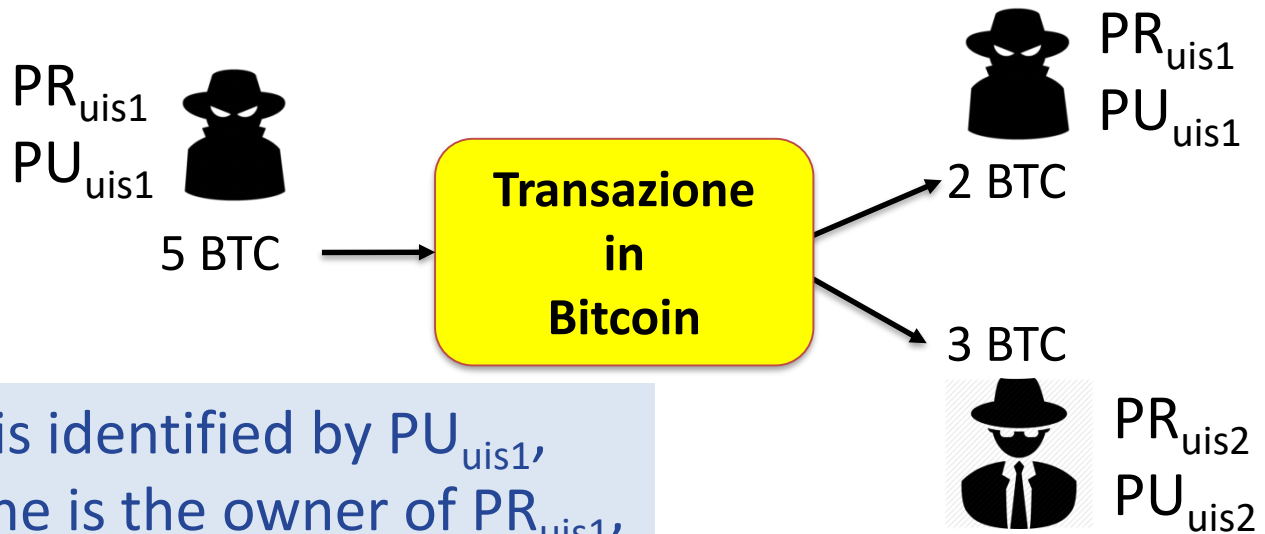 PRuis1
PUuis1
5 BTC
Transazione
in
Bitcoin
PRuis1
PUuis1
2 BTC
3 BTC
PRuis2
PUuis2
is identified by PUuis1,
ne is the owner of PRuis1,